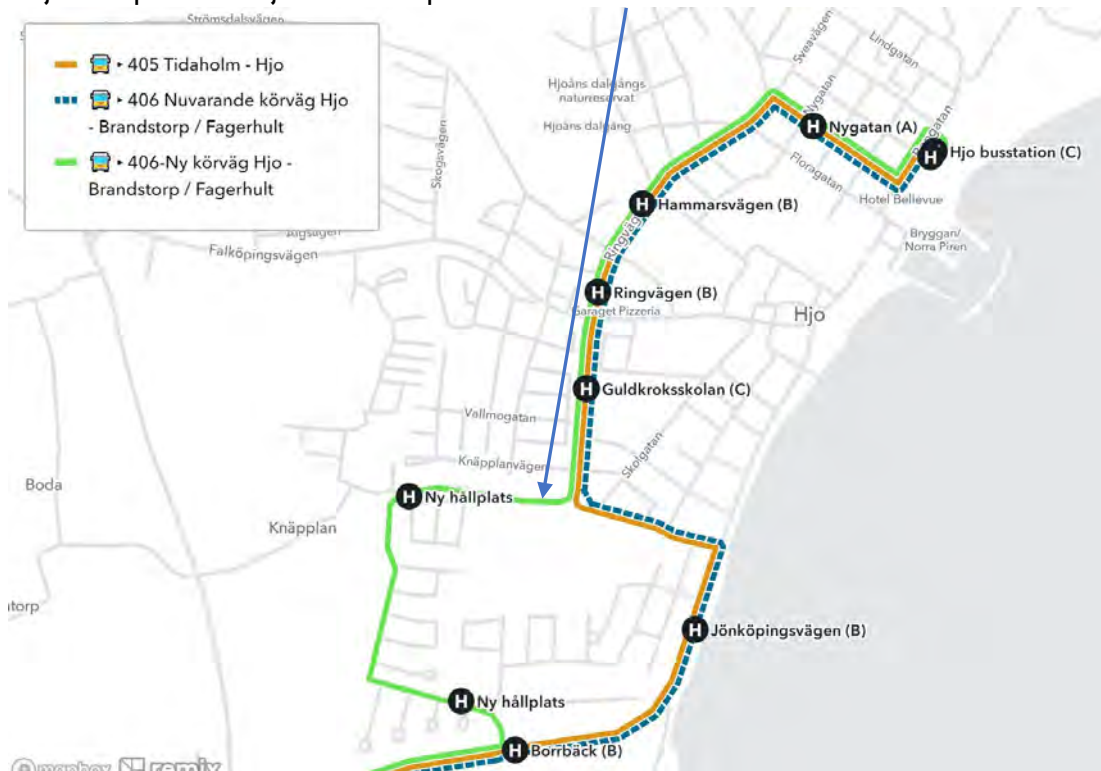 Strömsdalsvägen
405 Tidaholm - Hjo
406 Nuvarande körväg Hjo
- Brandstorp / Fagerhult
406-Ny körväg Hjo -
Brandstorp / Fagerhult
Skogsvägen
Falköpingsvägen
Sveavägen
Lindgatan
Nygatan
Hjoåns dalgångs
naturreservat
Hjoåns dalgång
H Nygatan (A)
H Hjo busstation (C)
Floragatan
Hotel Bellevue
H Hammarsvägen (B)
Bryggan/
Norra Piren
H Ringvägen (B)
Garaget Pizzeria
Hjo
H Guldkroksskolan (C)
Vallmogatan
Knäpplanvägen
Skolgatan
Boda
H Ny hållplats
Knäpplan
H Jönköpingsvägen (B)
H Ny hållplats
H Borrbäck (B)